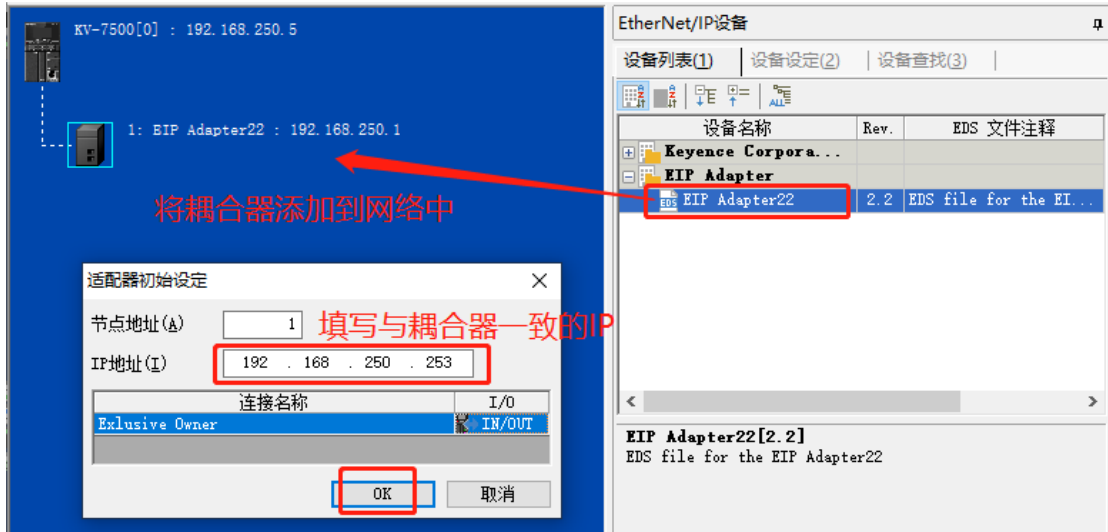 KV-7500[0] : 192.168.250.5
1: EIP Adapter22 : 192.168.250.1
将耦合器添加到网络中
适配器初始设定
节点地址(A) 1
填写与耦合器一致的IP
IP地址(I) 192 . 168 . 250 . 253
连接名称 I/O
Exlusive Owner IN/OUT
OK 取消
EtherNet/IP设备
设备列表(1) 设备设定(2) 设备查找(3)
设备名称 Rev. EDS 文件注释
Keyence Corpora...
EIP Adapter
EDS EIP Adapter22 2.2 EDS file for the EI...
EIP Adapter22[2.2]
EDS file for the EIP Adapter22